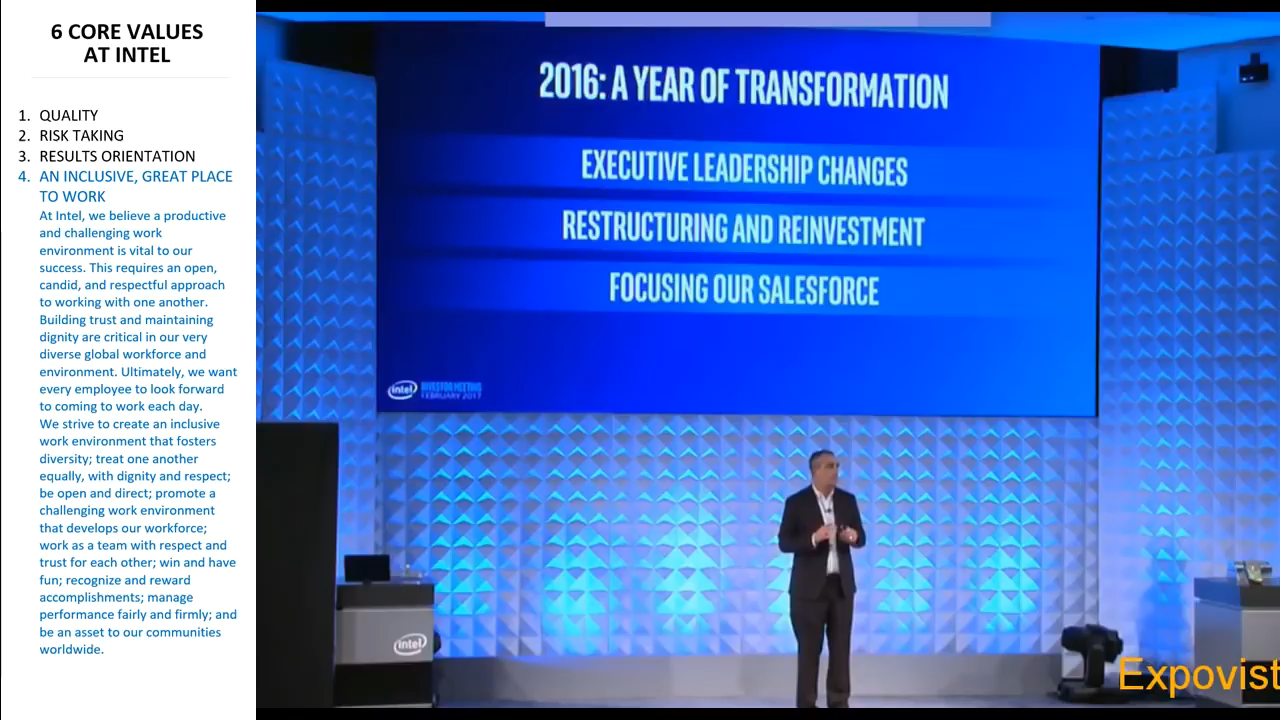 6 CORE VALUES
AT INTEL
1. QUALITY
2. RISK TAKING
3. RESULTS ORIENTATION
4. AN INCLUSIVE, GREAT PLACE
TO WORK
At Intel, we believe a productive
and challenging work
environment is vital to our
success. This requires an open,
candid, and respectful approach
to working with one another.
Building trust and maintaining
dignity are critical in our very
diverse global workforce and
environment. Ultimately, we want
every employee to look forward
to coming to work each day.
We strive to create an inclusive
work environment that fosters
diversity; treat one another
equally, with dignity and respect;
be open and direct; promote a
challenging work environment
that develops our workforce;
work as a team with respect and
trust for each other; win and have
fun; recognize and reward
accomplishments; manage
performance fairly and firmly; and
be an asset to our communities
worldwide.
2016: A YEAR OF TRANSFORMATION
EXECUTIVE LEADERSHIP CHANGES
RESTRUCTURING AND REINVESTMENT
FOCUSING OUR SALESFORCE
intel
INVESTOR MEETING
FEBRUARY 2017
intel
Expovist